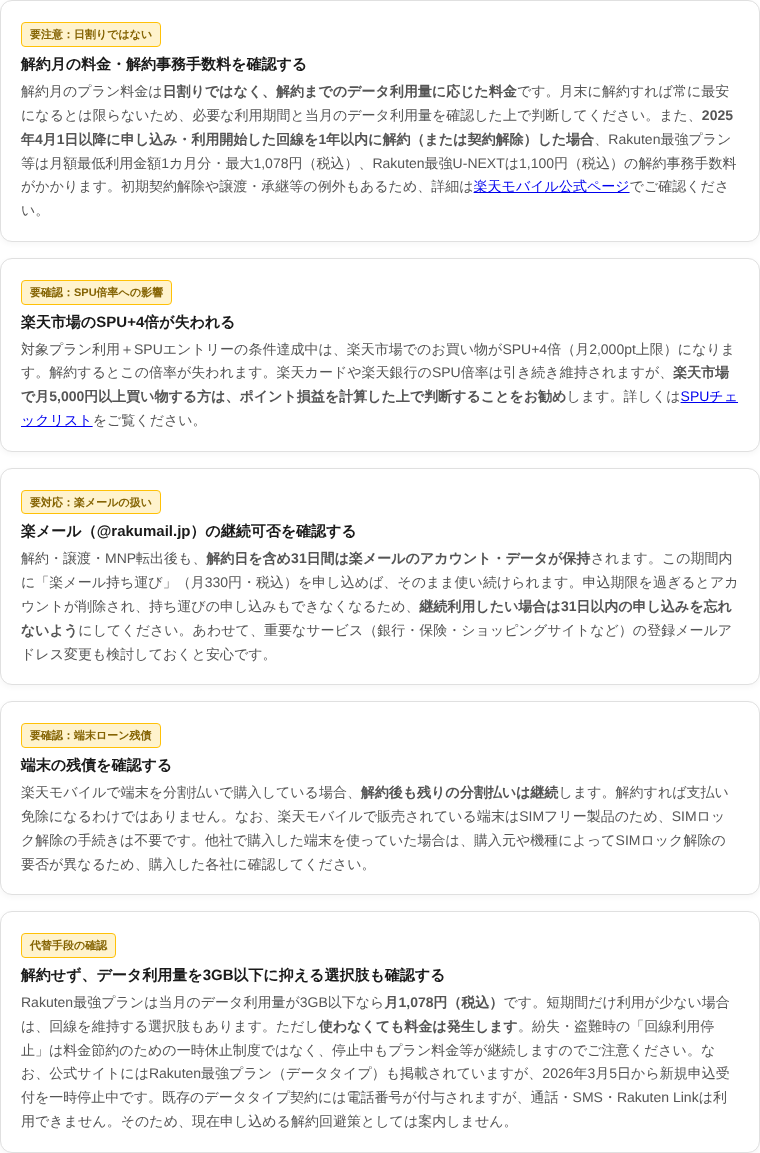 要注意：日割りではない
解約月の料金・解約事務手数料を確認する
解約月のプラン料金は日割りではなく、解約までのデータ利用量に応じた料金です。月末に解約すれば常に最安
になるとは限らないため、必要な利用期間と当月のデータ利用量を確認した上で判断してください。また、2025
年4月1日以降に申し込み・利用開始した回線を1年以内に解約（または契約解除）した場合、Rakuten最強プラン
等は月額最低利用金額1カ月分・最大1,078円（税込）、Rakuten最強U-NEXTは1,100円（税込）の解約事務手数料
がかかります。初期契約解除や譲渡・承継等の例外もあるため、詳細は楽天モバイル公式ページでご確認くださ
い。
要確認：SPU倍率への影響
楽天市場のSPU+4倍が失われる
対象プラン利用＋SPUエントリーの条件達成中は、楽天市場でのお買い物がSPU+4倍（月2,000pt上限）になりま
す。解約するとこの倍率が失われます。楽天カードや楽天銀行のSPU倍率は引き続き維持されますが、楽天市場
で月5,000円以上買い物する方は、ポイント損益を計算した上で判断することをお勧めします。詳しくはSPUチェ
ックリストをご覧ください。
要対応：楽メールの扱い
楽メール（@rakumail.jp）の継続可否を確認する
解約・譲渡・MNP転出後も、解約日を含め31日間は楽メールのアカウント・データが保持されます。この期間内
に「楽メール持ち運び」（月330円・税込）を申し込めば、そのまま使い続けられます。申込期限を過ぎるとアカ
ウントが削除され、持ち運びの申し込みもできなくなるため、継続利用したい場合は31日以内の申し込みを忘れ
ないようにしてください。あわせて、重要なサービス（銀行・保険・ショッピングサイトなど）の登録メールア
ドレス変更も検討しておくと安心です。
要確認：端末ローン残債
端末の残債を確認する
楽天モバイルで端末を分割払いで購入している場合、解約後も残りの分割払いは継続します。解約すれば支払い
免除になるわけではありません。なお、楽天モバイルで販売されている端末はSIMフリー製品のため、SIMロッ
ク解除の手続きは不要です。他社で購入した端末を使っていた場合は、購入元や機種によってSIMロック解除の
要否が異なるため、購入した各社に確認してください。
代替手段の確認
解約せず、データ利用量を3GB以下に抑える選択肢も確認する
Rakuten最強プランは当月のデータ利用量が3GB以下なら月1,078円（税込）です。短期間だけ利用が少ない場合
は、回線を維持する選択肢もあります。ただし使わなくても料金は発生します。紛失・盗難時の「回線利用停
止」は料金節約のための一時休止制度ではなく、停止中もプラン料金等が継続しますのでご注意ください。な
お、公式サイトにはRakuten最強プラン（データタイプ）も掲載されていますが、2026年3月5日から新規申込受
付を一時停止中です。既存のデータタイプ契約には電話番号が付与されますが、通話・SMS・Rakuten Linkは利
用できません。そのため、現在申し込める解約回避策としては案内しません。